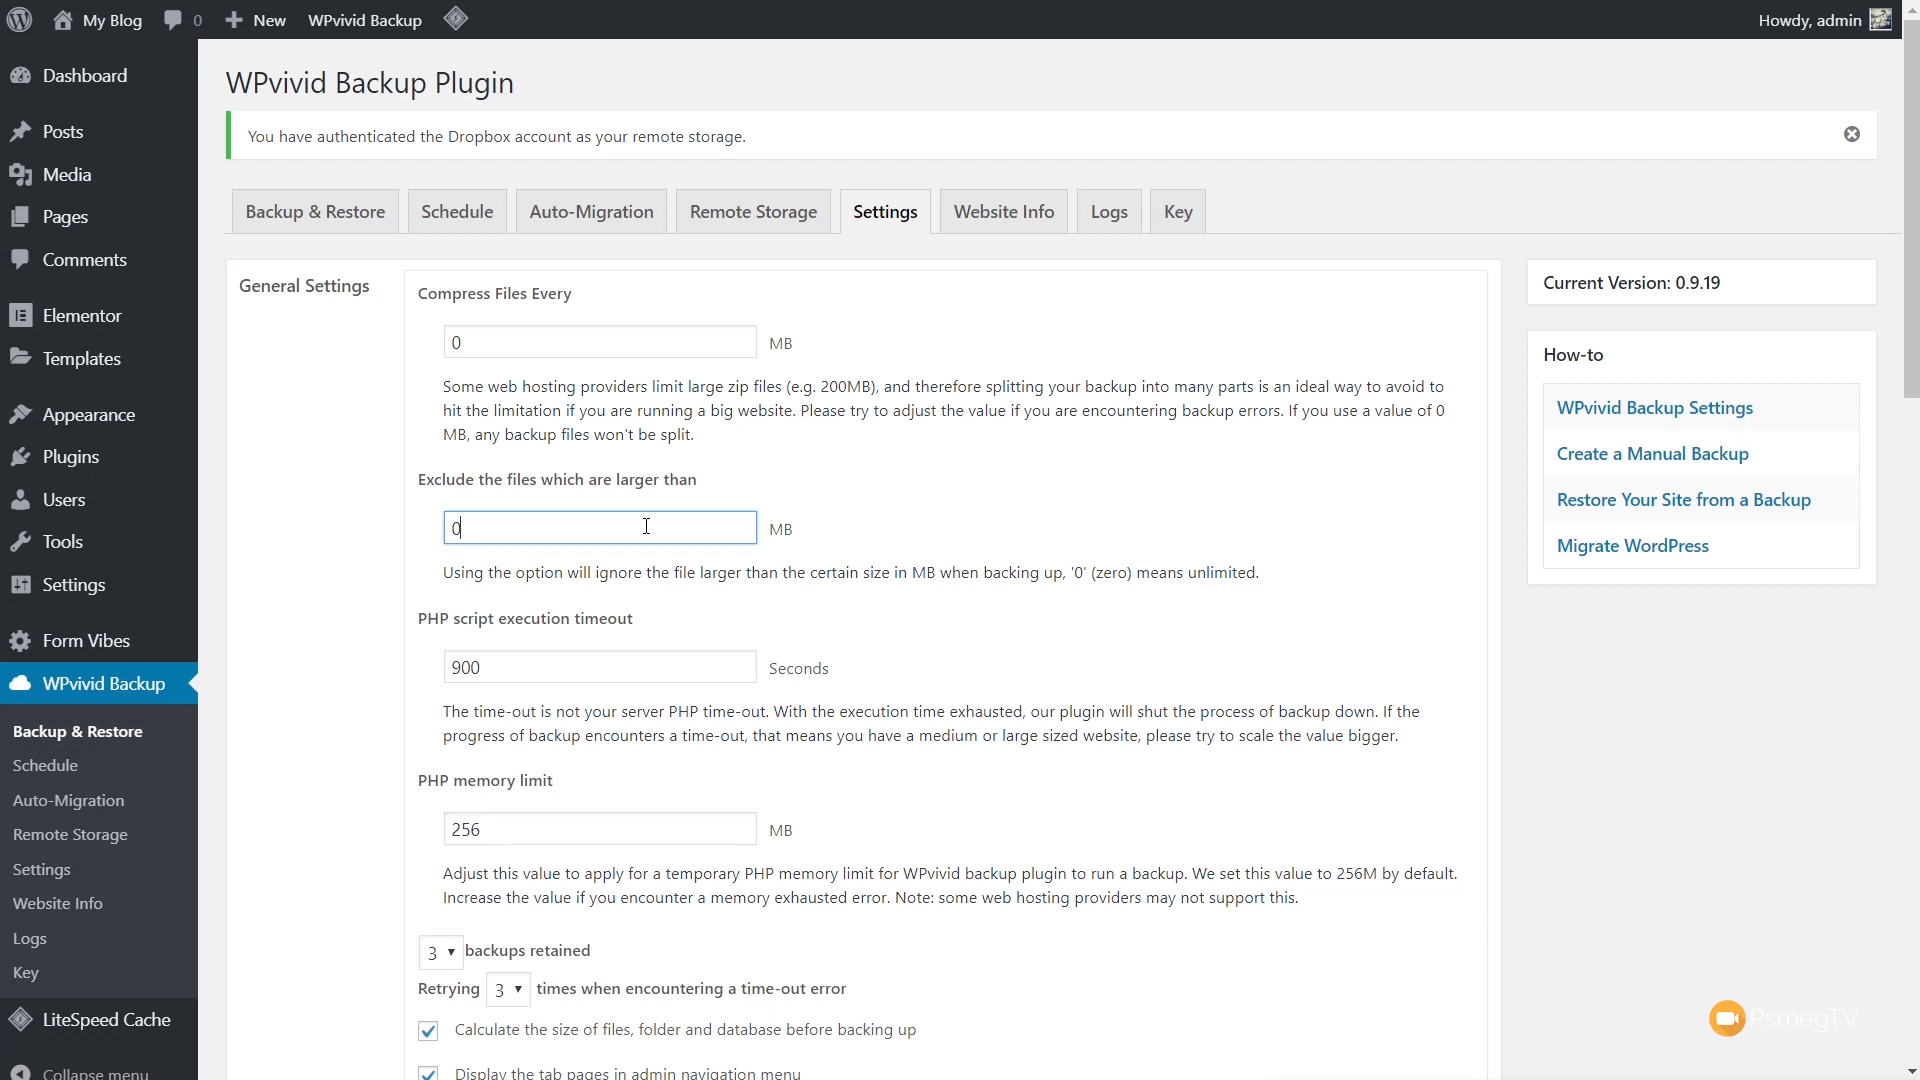 My Blog
0
New
WPvivid Backup
Howdy, admin
Dashboard
Posts
Media
Pages
Comments
Elementor
Templates
Appearance
Plugins
Users
Tools
Settings
Form Vibes
WPvivid Backup
Backup & Restore
Schedule
Auto-Migration
Remote Storage
Settings
Website Info
Logs
Key
LiteSpeed Cache
Collapse menu
WPvivid Backup Plugin
You have authenticated the Dropbox account as your remote storage.
Backup & Restore
Schedule
Auto-Migration
Remote Storage
Settings
Website Info
Logs
Key
General Settings
Compress Files Every
0 MB
Some web hosting providers limit large zip files (e.g. 200MB), and therefore splitting your backup into many parts is an ideal way to avoid to
hit the limitation if you are running a big website. Please try to adjust the value if you are encountering backup errors. If you use a value of 0
MB, any backup files won't be split.
Exclude the files which are larger than
0 MB
Using the option will ignore the file larger than the certain size in MB when backing up, '0' (zero) means unlimited.
PHP script execution timeout
900 Seconds
The time-out is not your server PHP time-out. With the execution time exhausted, our plugin will shut the process of backup down. If the
progress of backup encounters a time-out, that means you have a medium or large sized website, please try to scale the value bigger.
PHP memory limit
256 MB
Adjust this value to apply for a temporary PHP memory limit for WPvivid backup plugin to run a backup. We set this value to 256M by default.
Increase the value if you encounter a memory exhausted error. Note: some web hosting providers may not support this.
3 backups retained
Retrying 3 times when encountering a time-out error
Calculate the size of files, folder and database before backing up
Display the tab pages in admin navigation menu
Current Version: 0.9.19
How-to
WPvivid Backup Settings
Create a Manual Backup
Restore Your Site from a Backup
Migrate WordPress
PsmegTV